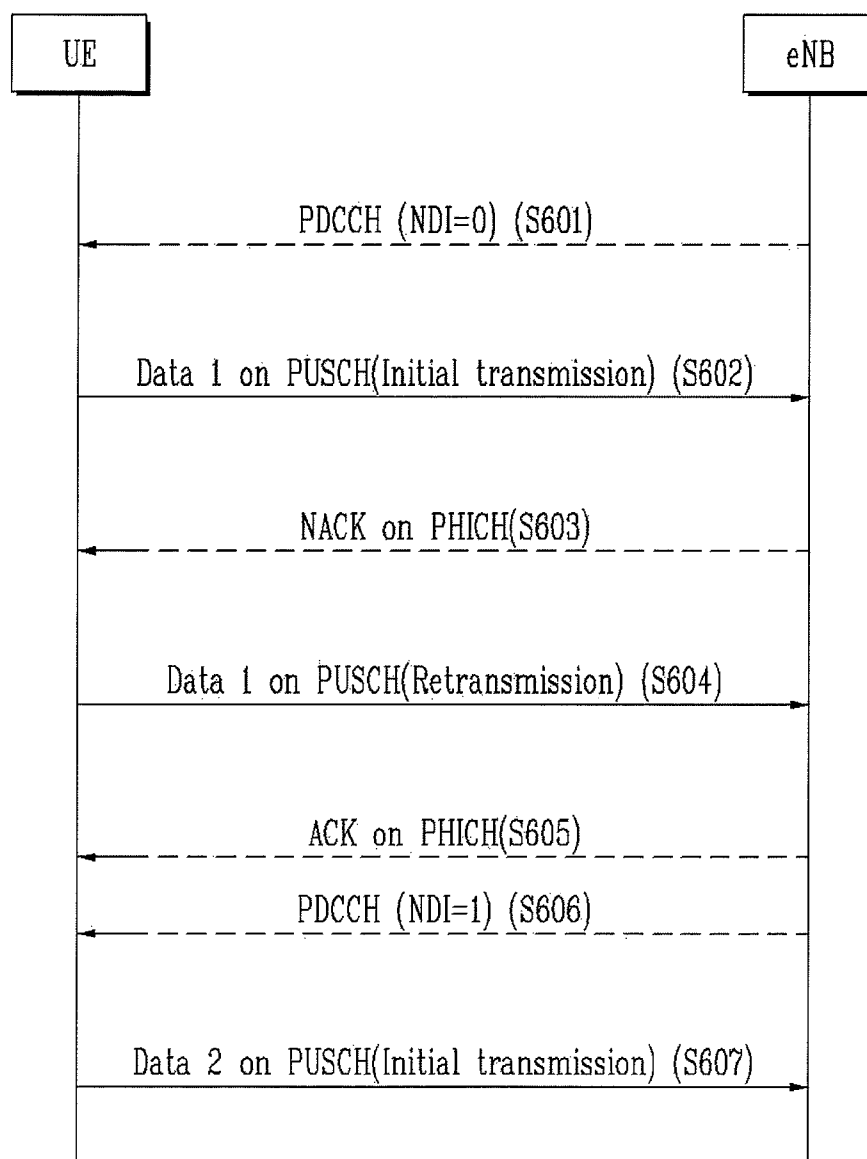 UE
eNB
PDCCH (NDI=0) (S601)
Data 1 on PUSCH(Initial transmission) (S602)
NACK on PHICH(S603)
Data 1 on PUSCH(Retransmission) (S604)
ACK on PHICH(S605)
PDCCH (NDI=1) (S606)
Data 2 on PUSCH(Initial transmission) (S607)